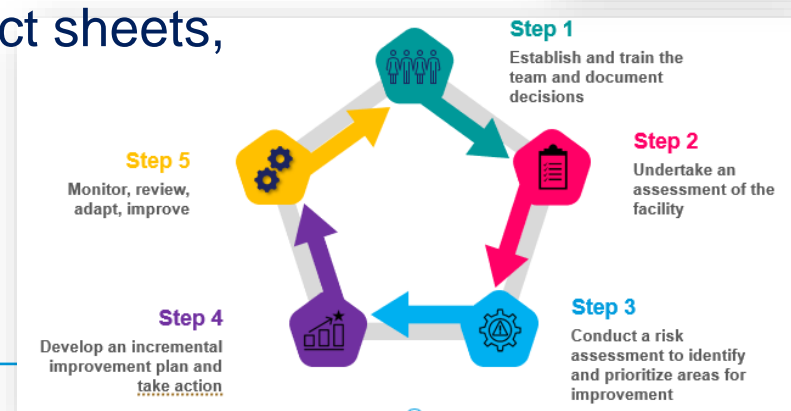 ct sheets,
Step 1
Establish and train the
team and document
decisions
Step 2
Undertake an
assessment of the
facility
Step 3
Conduct a risk
assessment to identify
and prioritize areas for
improvement
Step 4
Develop an incremental
improvement plan and
take action
Step 5
Monitor, review,
adapt, improve